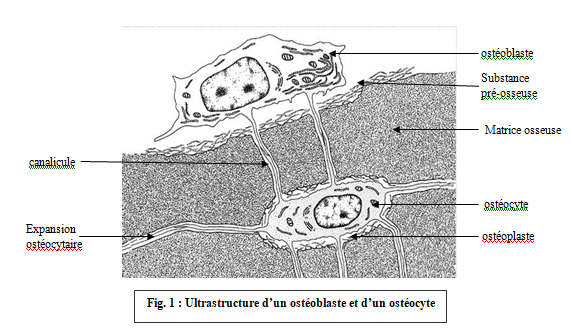 ostéoblaste
Substance
pré-osseuse
Matrice osseuse
canalicule
ostéocyte
Expansion
ostéocytaire
ostéoplaste
Fig. 1 : Ultrastructure d’un ostéoblaste et d’un ostéocyte